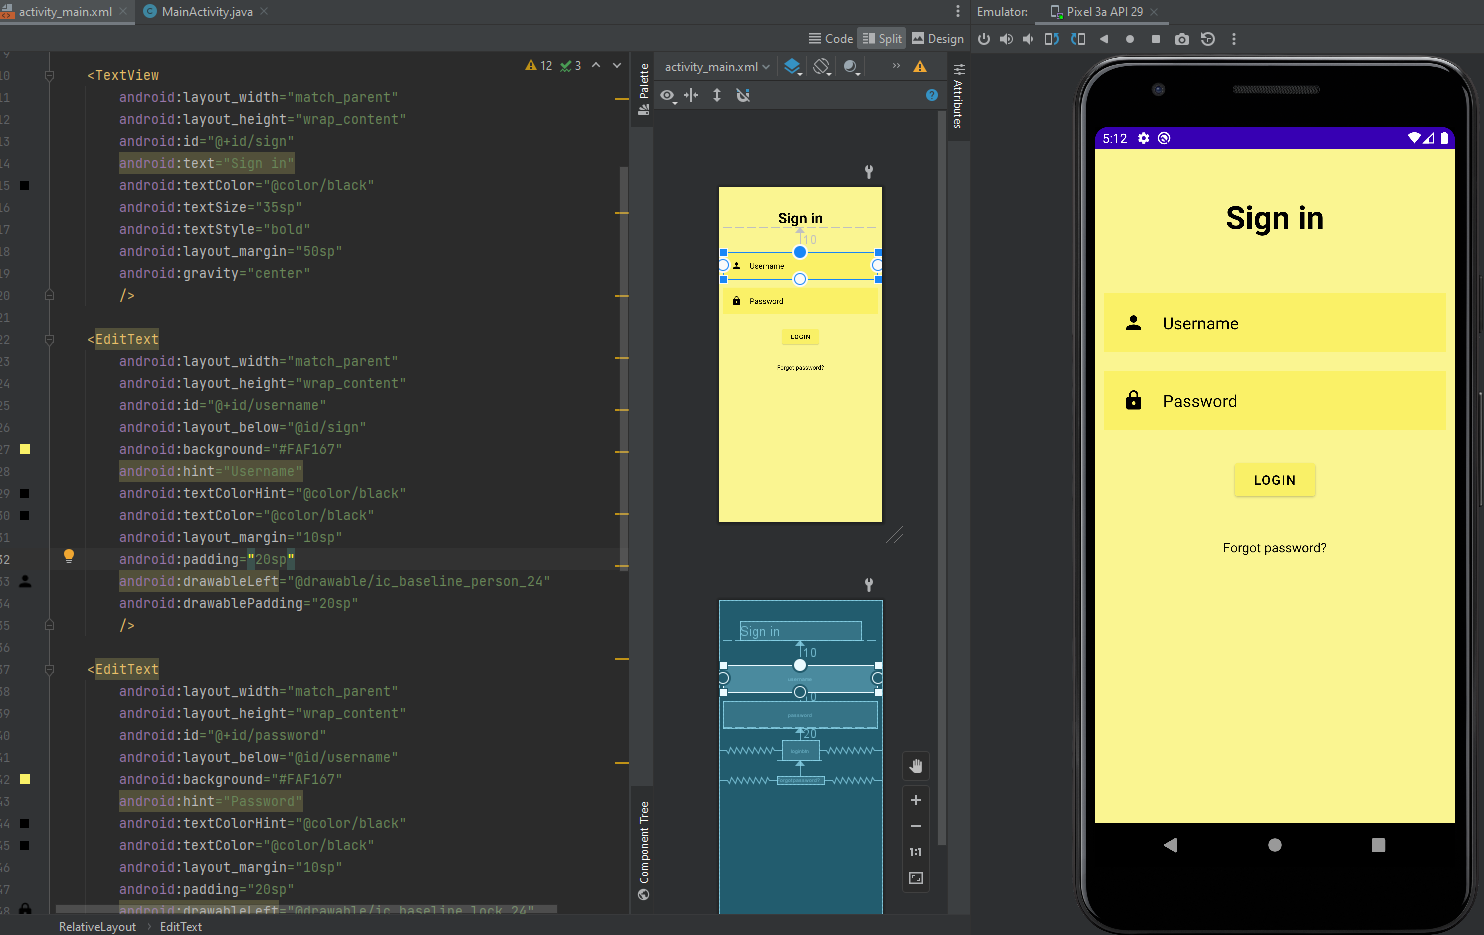 activity_main.xml
MainActivity.java
Emulator:
Pixel 3a API 29
Code
Split
Design
12
3
activity_main.xml
Palette
Attributes
10 <TextView
11 android:layout_width="match_parent"
12 android:layout_height="wrap_content"
13 android:id="@+id/sign"
14 android:text="Sign in"
15 android:textColor="@color/black"
16 android:textSize="35sp"
17 android:textStyle="bold"
18 android:layout_margin="50sp"
19 android:gravity="center"
20 />
21
22 <EditText
23 android:layout_width="match_parent"
24 android:layout_height="wrap_content"
25 android:id="@+id/username"
26 android:layout_below="@id/sign"
27 android:background="#FAF167"
28 android:hint="Username"
29 android:textColorHint="@color/black"
30 android:textColor="@color/black"
31 android:layout_margin="10sp"
32 android:padding="20sp"
33 android:drawableLeft="@drawable/ic_baseline_person_24"
34 android:drawablePadding="20sp"
35 />
36
37 <EditText
38 android:layout_width="match_parent"
39 android:layout_height="wrap_content"
40 android:id="@+id/password"
41 android:layout_below="@id/username"
42 android:background="#FAF167"
43 android:hint="Password"
44 android:textColorHint="@color/black"
45 android:textColor="@color/black"
46 android:layout_margin="10sp"
47 android:padding="20sp"
48 android:drawableLeft="@drawable/ic_baseline_lock_24"
RelativeLayout
EditText
Sign in
10
Username
Password
LOGIN
Forgot password?
Sign in
10
username
10
password
20
Component Tree
1:1
5:12
Sign in
Username
Password
LOGIN
Forgot password?